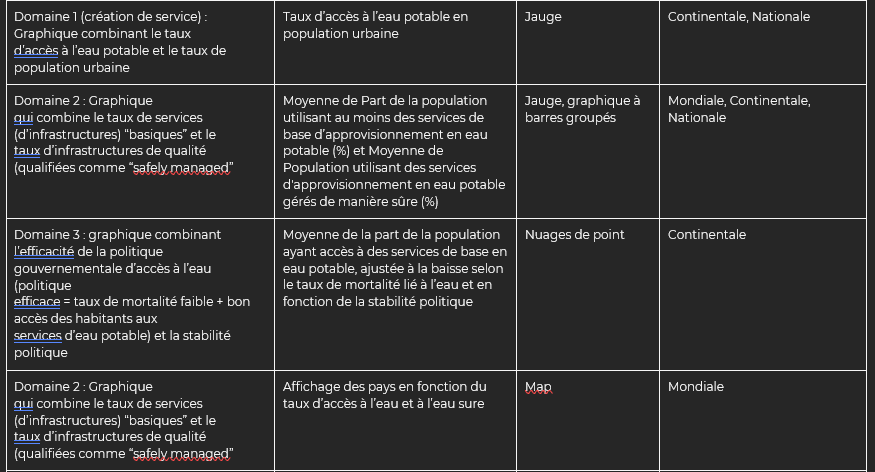 Domaine 1 (création de service) :
Graphique combinant le taux
d'accès à l'eau potable et le taux de
population urbaine
Taux d'accès à l'eau potable en
population urbaine
Jauge
Continentale, Nationale
Domaine 2 : Graphique
qui combine le taux de services
(d'infrastructures) "basiques" et le
taux d'infrastructures de qualité
(qualifiées comme "safely managed"
Moyenne de Part de la population
utilisant au moins des services de
base d'approvisionnement en eau
potable (%) et Moyenne de
Population utilisant des services
d'approvisionnement en eau potable
gérés de manière sûre (%)
Jauge, graphique à
barres groupés
Mondiale, Continentale,
Nationale
Domaine 3 : graphique combinant
l'efficacité de la politique
gouvernementale d'accès à l'eau
(politique
efficace = taux de mortalité faible + bon
accès des habitants aux
services d'eau potable) et la stabilité
politique
Moyenne de la part de la population
ayant accès à des services de base en
eau potable, ajustée à la baisse selon
le taux de mortalité lié à l'eau et en
fonction de la stabilité politique
Nuages de point
Continentale
Domaine 2 : Graphique
qui combine le taux de services
(d'infrastructures) "basiques" et le
taux d'infrastructures de qualité
(qualifiées comme "safely managed"
Affichage des pays en fonction du
taux d'accès à l'eau et à l'eau sure
Map
Mondiale